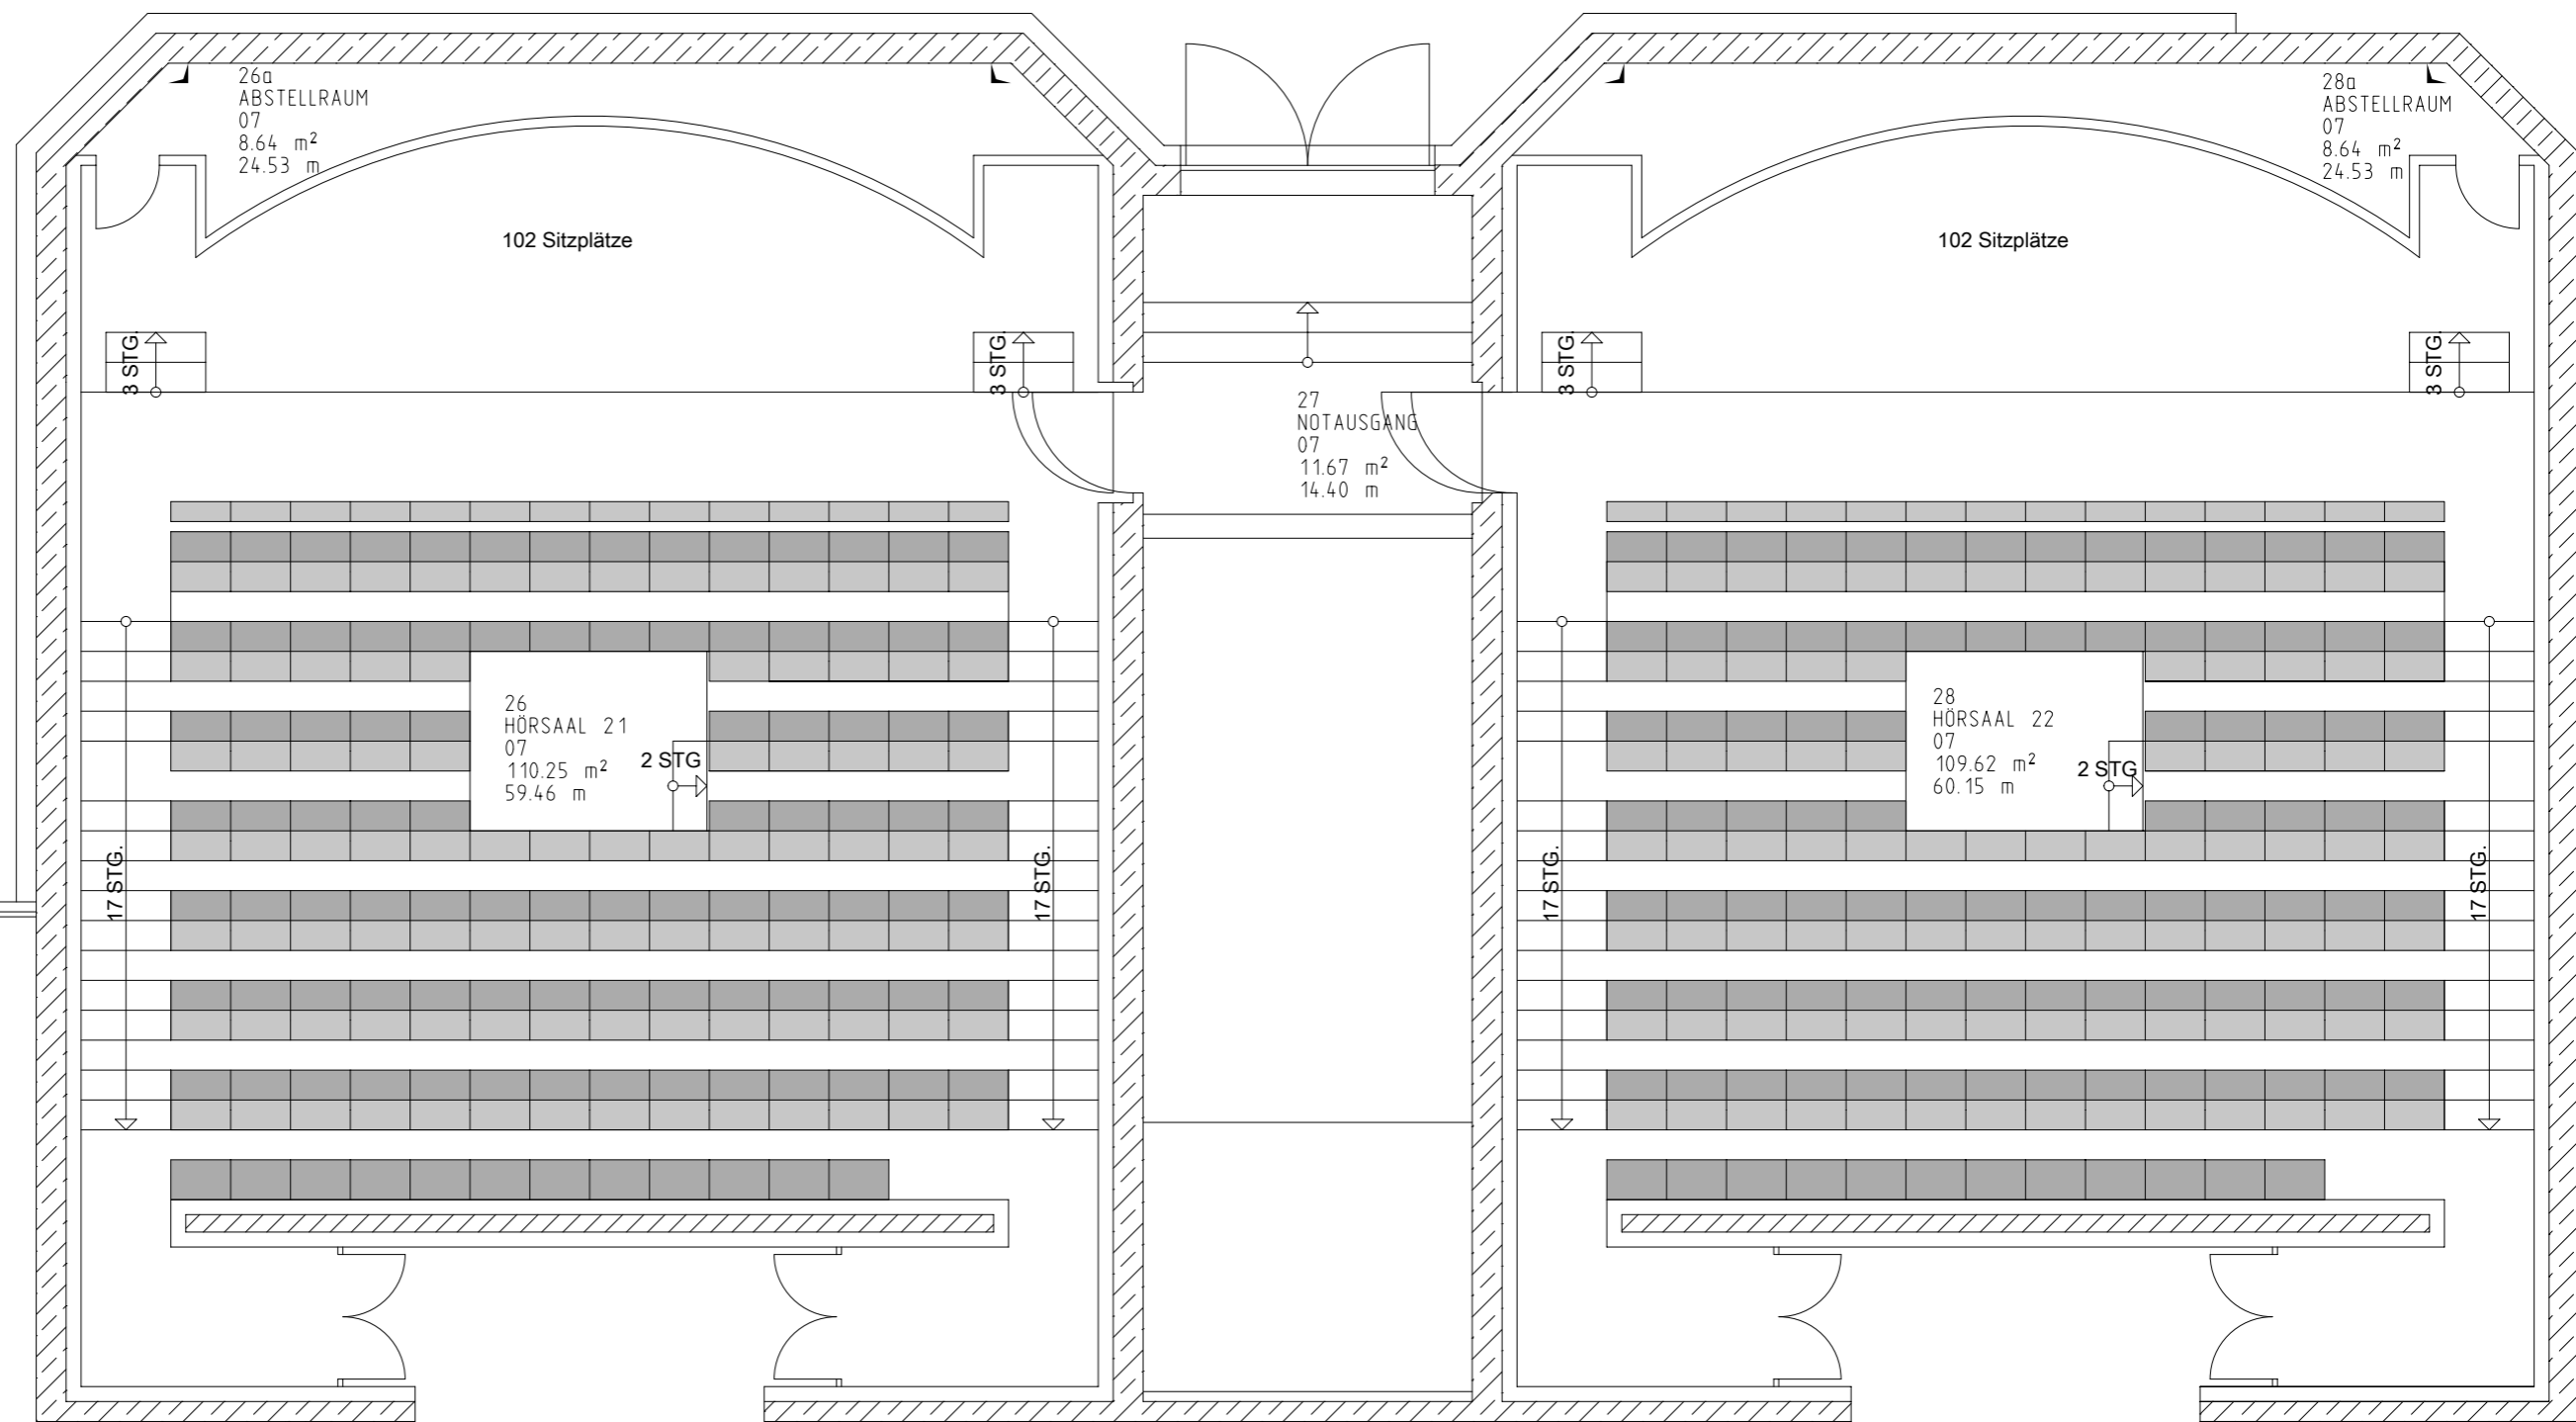 26a
ABSTELLRAUM
07
8.64 m²
24.53 m
28a
ABSTELLRAUM
07
8.64 m²
24.53 m
102 Sitzplätze
102 Sitzplätze
3 STG.
3 STG.
3 STG.
3 STG.
27
NOTAUSGANG
07
11.67 m²
14.40 m
26
HÖRSAAL 21
07
110.25 m²
59.46 m
2 STG
28
HÖRSAAL 22
07
109.62 m²
60.15 m
2 STG
17 STG.
17 STG.
17 STG.
17 STG.